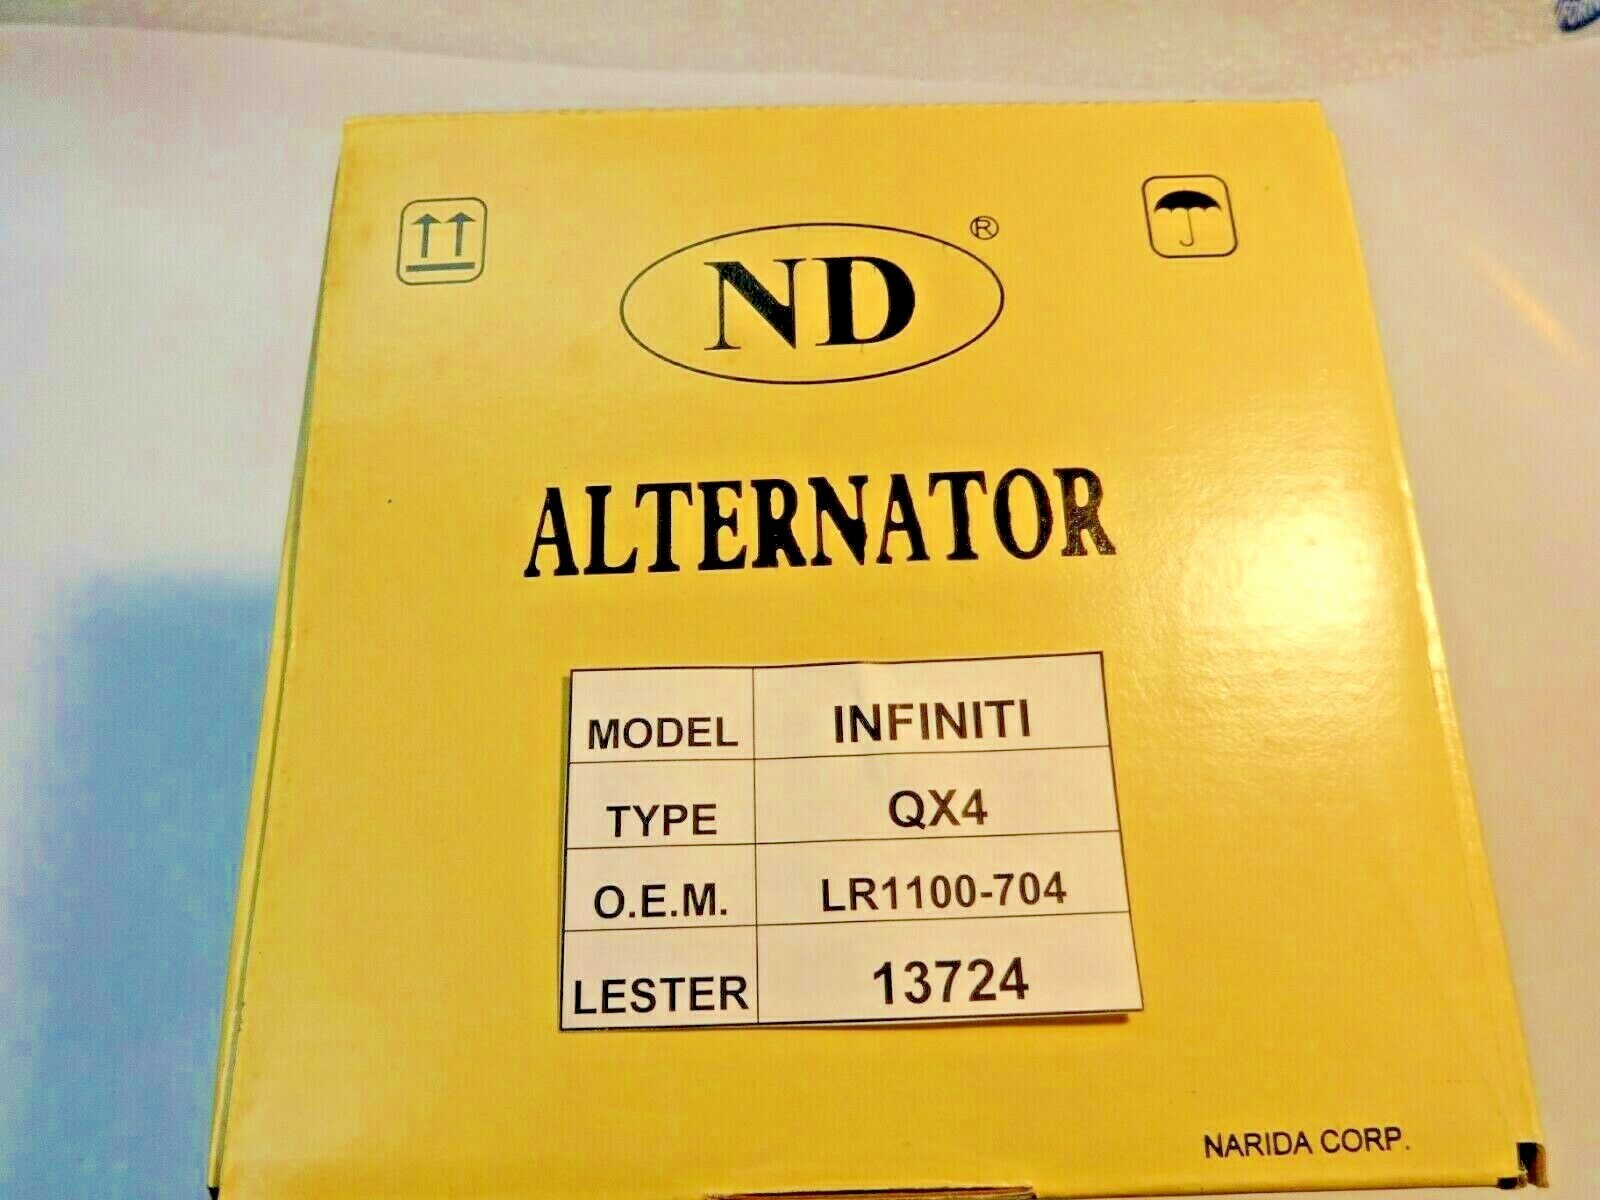 ND ®
ALTERNATOR
MODEL INFINITI
TYPE QX4
O.E.M. LR1100-704
LESTER 13724
NARIDA CORP.